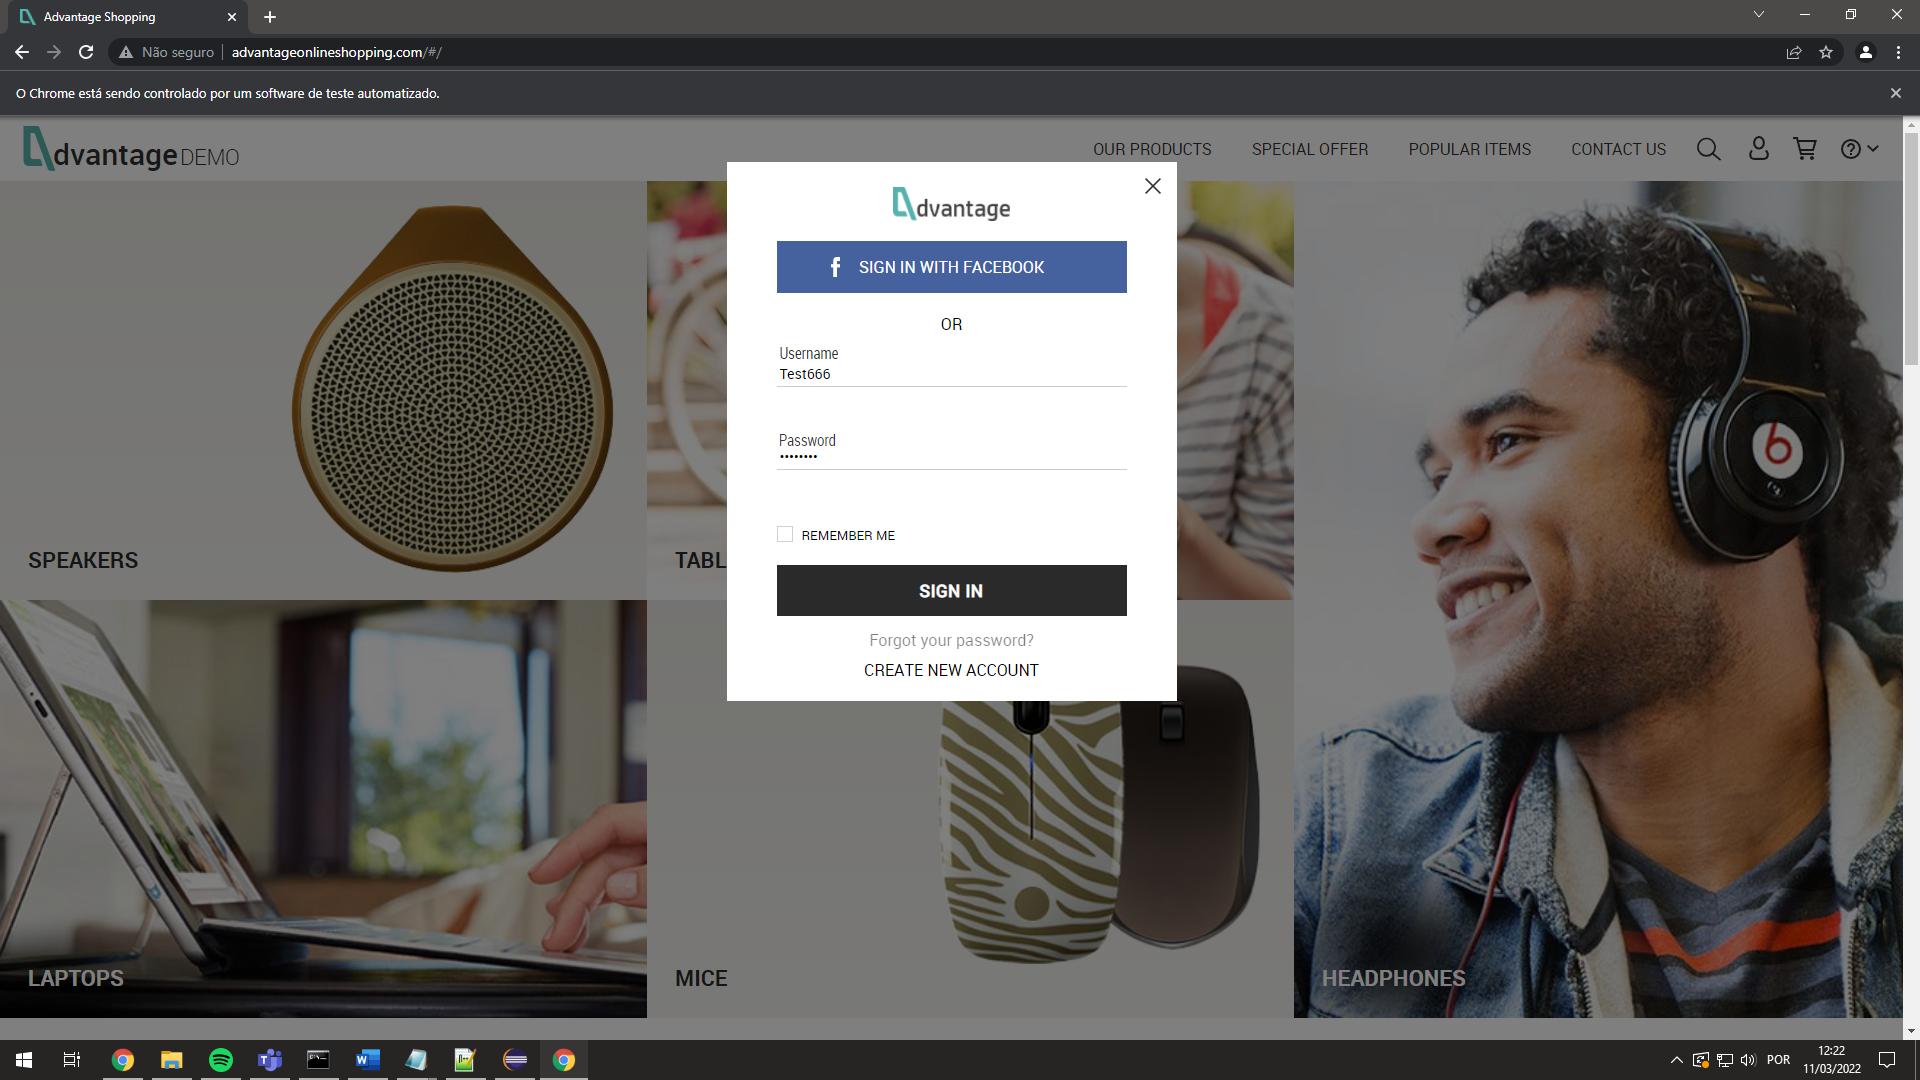 Advantage Shopping
Não seguro
advantageonlineshopping.com/#/
O Chrome está sendo controlado por um software de teste automatizado.
dvantage DEMO
OUR PRODUCTS
SPECIAL OFFER
POPULAR ITEMS
CONTACT US
dvantage
SIGN IN WITH FACEBOOK
OR
Username
Test666
Password
••••••••
REMEMBER ME
SIGN IN
Forgot your password?
CREATE NEW ACCOUNT
SPEAKERS
TABL
LAPTOPS
MICE
HEADPHONES
POR
12:22
11/03/2022